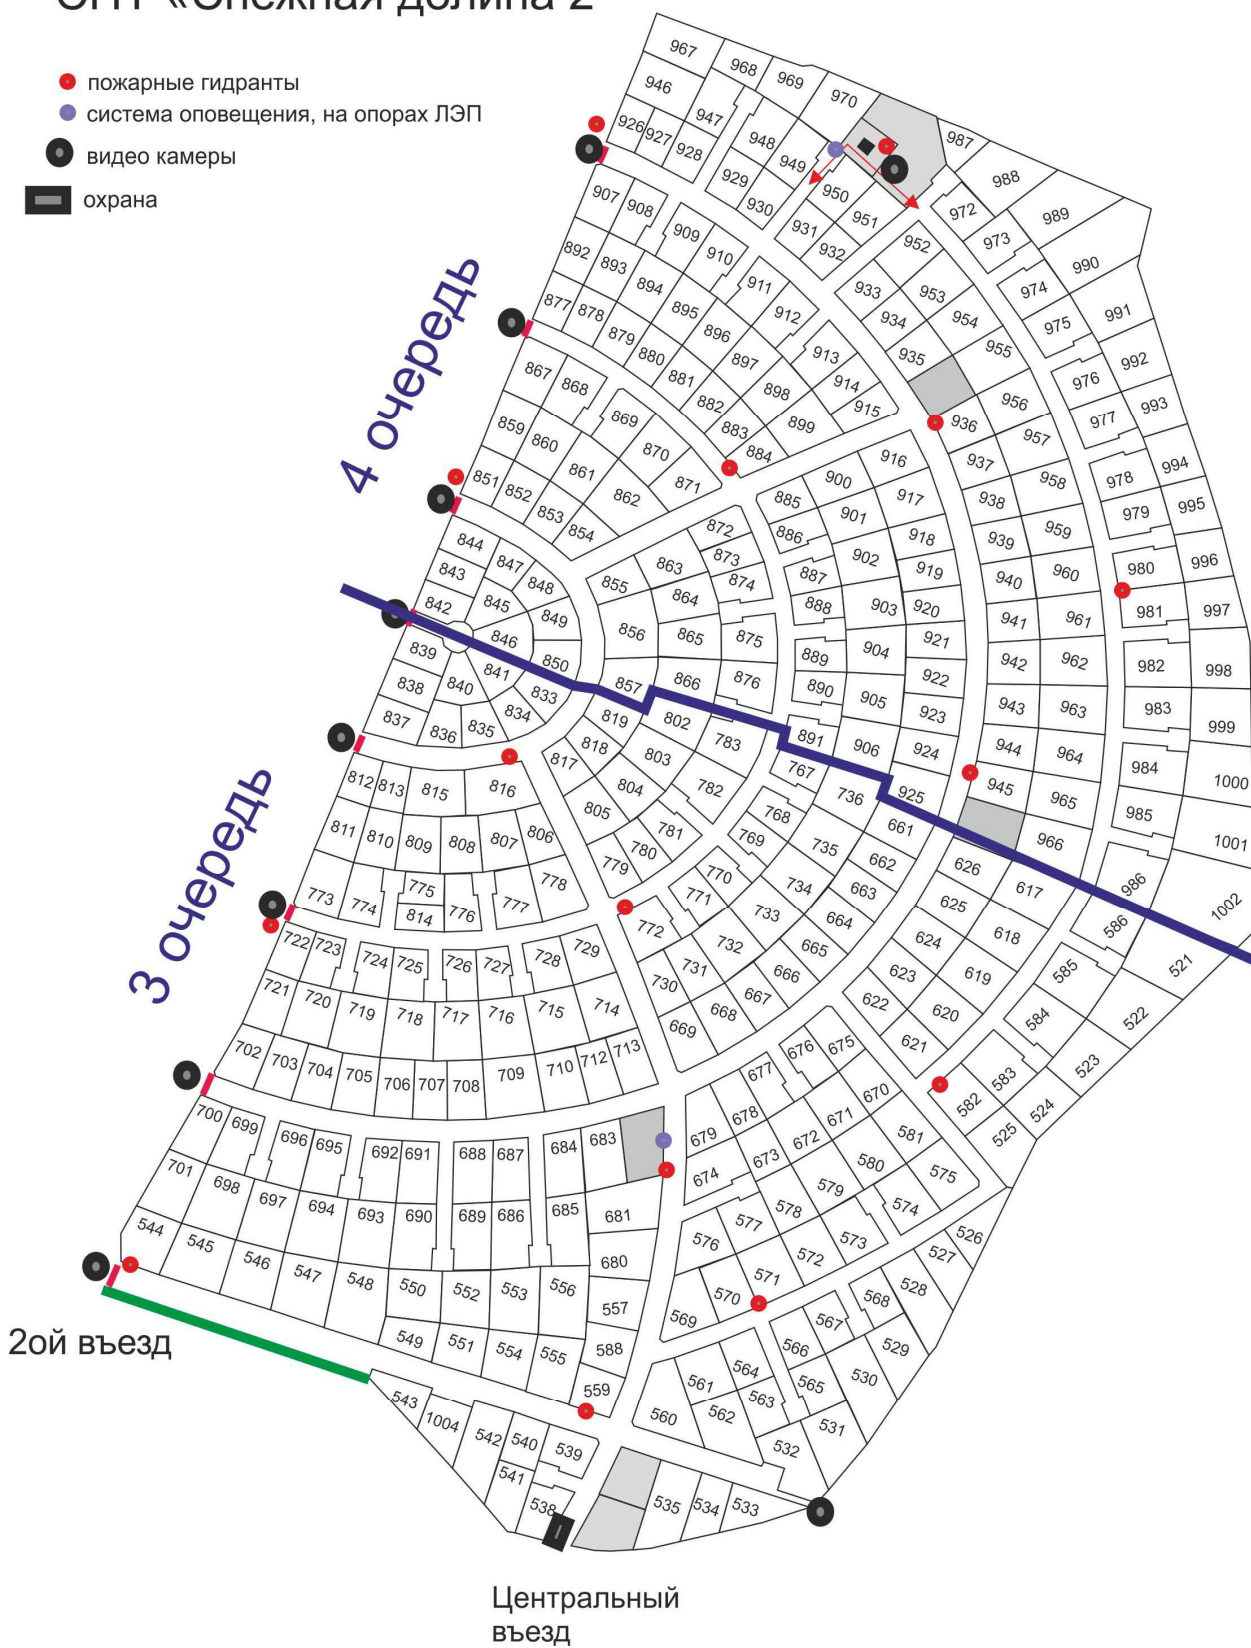 СНТ «Снежная долина 2
пожарные гидранты
система оповещения, на опорах ЛЭП
видео камеры
охрана
4 очередь
3 очередь
2ой въезд
Центральный
въезд
967
968 969 970
946 947 948 949
926 927 928 929 930
987 988 989 990 991 992 993 994 995 996 997 998 999 1000 1001 1002
972 973 974 975 976 977 978 979 980 981 982 983 984 985 986
950 951 952 953 954 955 956 957 958 959 960 961 962 963 964 965 966
931 932 933 934 935 936 937 938 939 940 941 942 943 944 945
907 908 909 910 911 912 913 914 915 916 917 918 919 920 921 922 923 924 925
892 893 894 895 896 897 898 899 900 901 902 903 904 905 906
877 878 879 880 881 882 883 884 885 886 887 888 889 890 891
867 868 869 870 871 872 873 874 875 876
859 860 861 862 863 864 865 866
851 852 853 854 855 856 857
844 843 842 847 848 845 849 846 850
839 838 837 840 841 836 835 834 833
812 813 815 816 817 818 819
811 810 809 808 807 806 805 804 803 802
773 774 775 814 776 777 778 779 780 781 782 783
722 723 724 725 726 727 728 729 772 771 770 769 768 767
721 720 719 718 717 716 715 714 730 731 732 733 734 735 736
702 703 704 705 706 707 708 709 710 712 713 669 668 667 666 665 664 663 662 661
700 699 696 695 692 691 688 687 684 683 679 678 677 676 675
701 698 697 694 693 690 689 686 685 681 674 673 672 671 670
626 625 624 623 622 621 617 618 619 620
586 585 584 583 582 581 580 579 578 577 576
521 522 523 524 525 526 527 528 529 530 531 532
575 574 573 572 571 570 569
544 545 546 547 548 550 552 553 556 680 557
549 551 554 555 588 559
568 567 566 565 564 563 562 561 560
543 1004 542 540 539 541 538
535 534 533